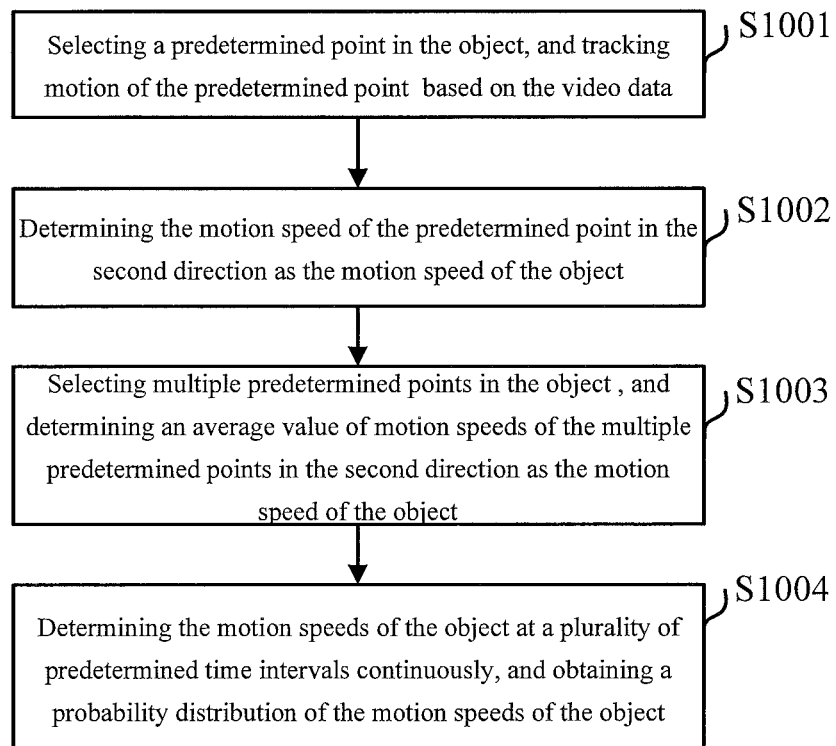 S1001
Selecting a predetermined point in the object, and tracking
motion of the predetermined point based on the video data
S1002
Determining the motion speed of the predetermined point in the
second direction as the motion speed of the object
S1003
Selecting multiple predetermined points in the object , and
determining an average value of motion speeds of the multiple
predetermined points in the second direction as the motion
speed of the object
S1004
Determining the motion speeds of the object at a plurality of
predetermined time intervals continuously, and obtaining a
probability distribution of the motion speeds of the object